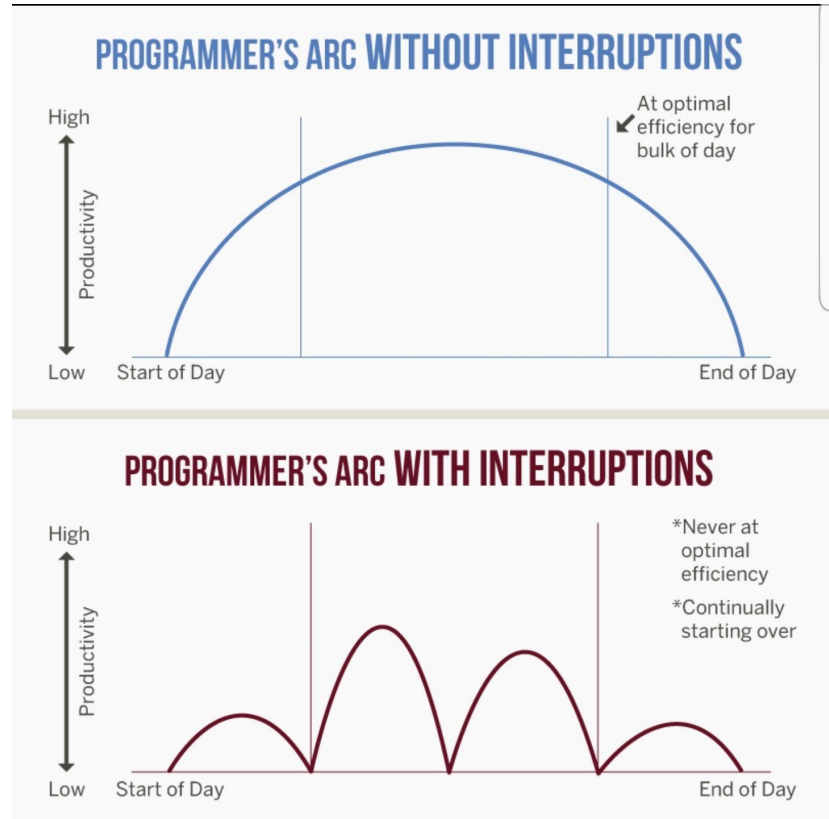 PROGRAMMER'S ARC WITHOUT INTERRUPTIONS
High
At optimal
efficiency for
bulk of day
Productivity
Low
Start of Day
End of Day
PROGRAMMER'S ARC WITH INTERRUPTIONS
High
*Never at
optimal
efficiency
*Continually
starting over
Productivity
Low
Start of Day
End of Day